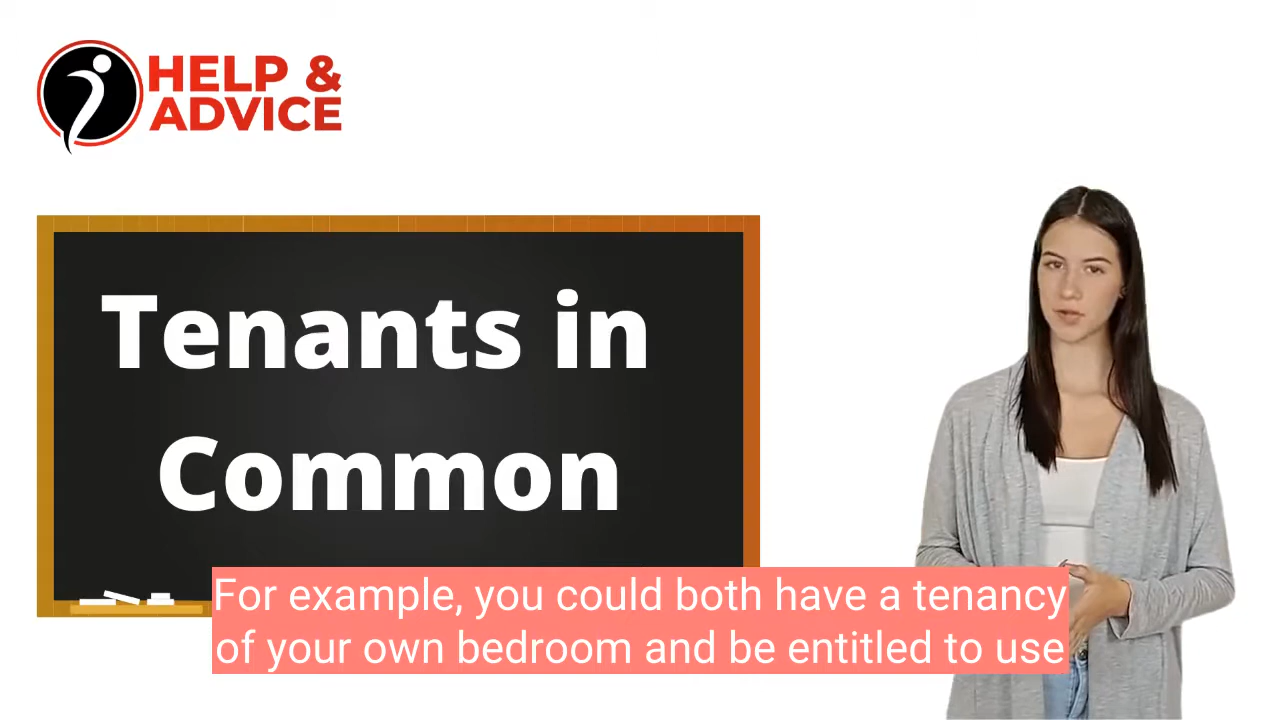 HELP &
ADVICE
Tenants in
Common
For example, you could both have a tenancy
of your own bedroom and be entitled to use